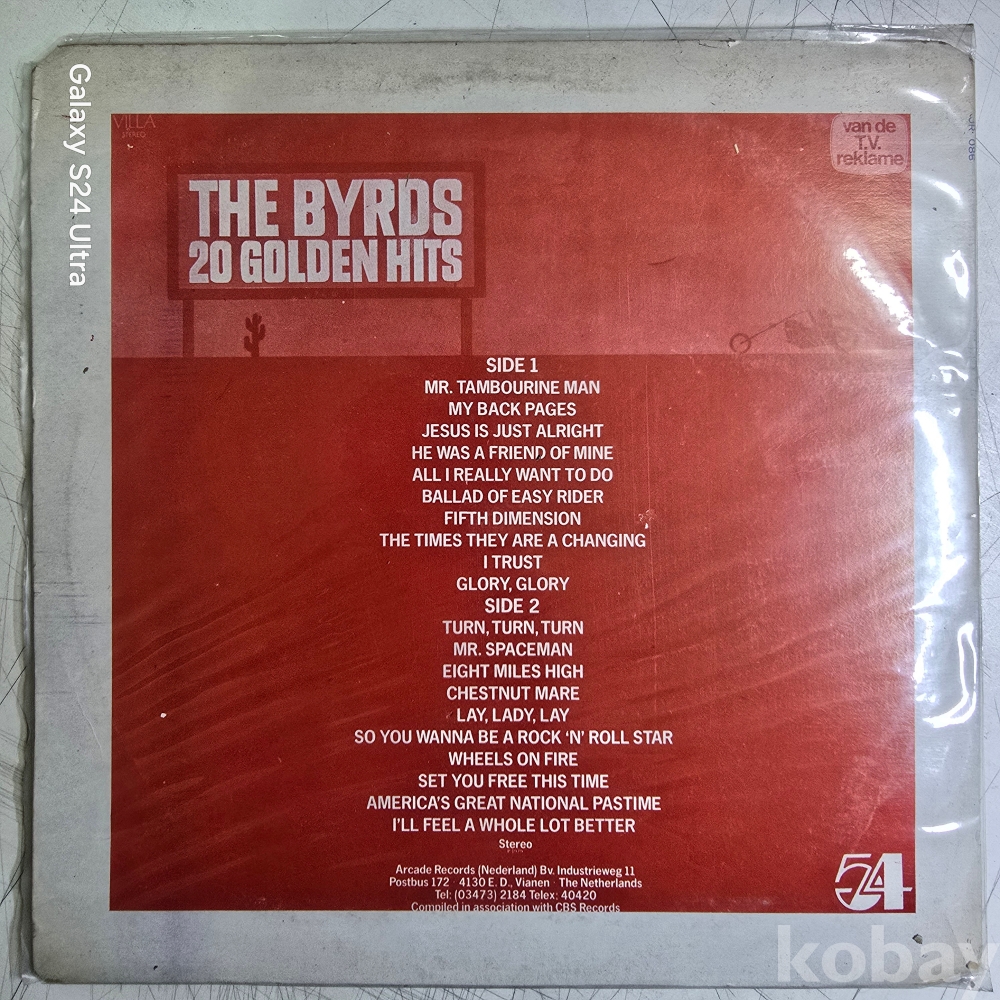 Galaxy S24 Ultra
VILLA
STEREO
van de
T.V.
reklame
THE BYRDS
20 GOLDEN HITS
SIDE 1
MR. TAMBOURINE MAN
MY BACK PAGES
JESUS IS JUST ALRIGHT
HE WAS A FRIEND OF MINE
ALL I REALLY WANT TO DO
BALLAD OF EASY RIDER
FIFTH DIMENSION
THE TIMES THEY ARE A CHANGING
I TRUST
GLORY, GLORY
SIDE 2
TURN, TURN, TURN
MR. SPACEMAN
EIGHT MILES HIGH
CHESTNUT MARE
LAY, LADY, LAY
SO YOU WANNA BE A ROCK ‘N’ ROLL STAR
WHEELS ON FIRE
SET YOU FREE THIS TIME
AMERICA'S GREAT NATIONAL PASTIME
I'LL FEEL A WHOLE LOT BETTER
Stereo
Arcade Records (Nederland) Bv. Industrieweg 11
Postbus 172 4130 E. D., Vianen · The Netherlands
Tel: (03473) 2184 Telex: 40420
Compiled in association with CBS Records
54
kobay